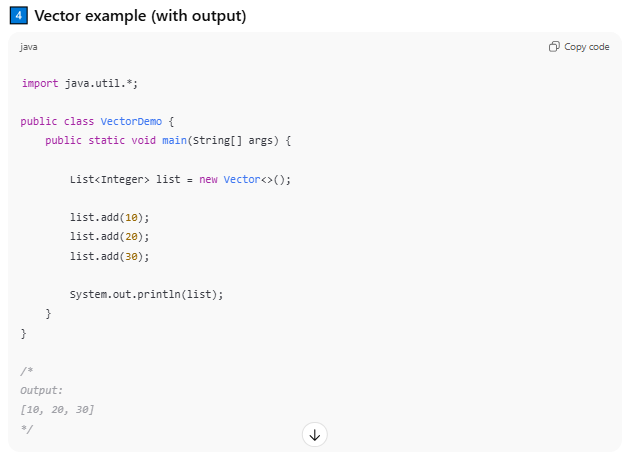 4 Vector example (with output)
java
Copy code
import java.util.*;
public class VectorDemo {
    public static void main(String[] args) {
        List<Integer> list = new Vector<>();
        list.add(10);
        list.add(20);
        list.add(30);
        System.out.println(list);
    }
}
/*
Output:
[10, 20, 30]
*/